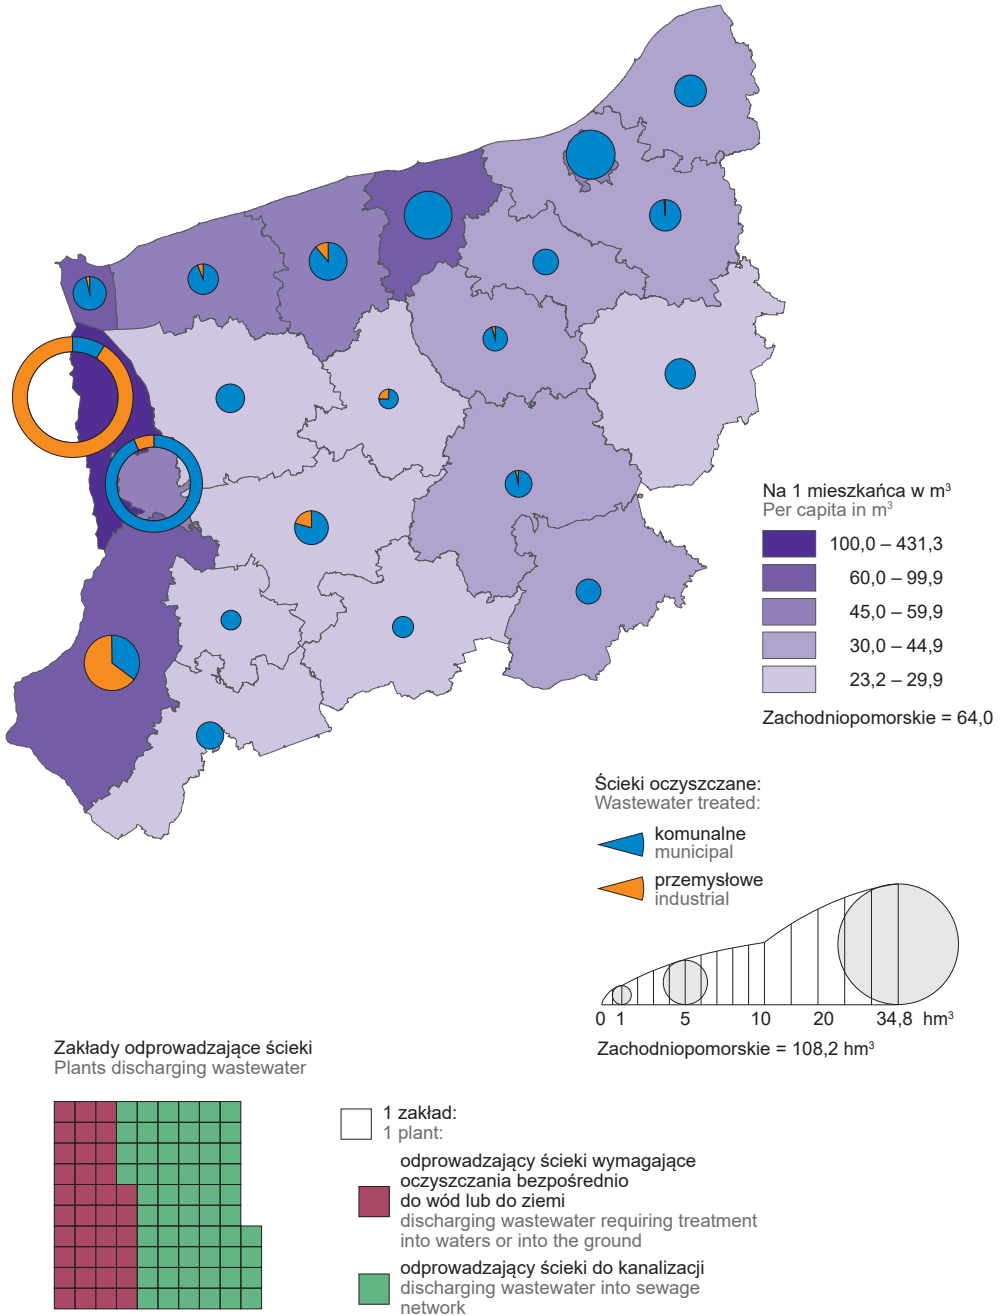 Na 1 mieszkańca w m³
Per capita in m³
100,0 – 431,3
60,0 – 99,9
45,0 – 59,9
30,0 – 44,9
23,2 – 29,9
Zachodniopomorskie = 64,0
Ścieki oczyszczane:
Wastewater treated:
komunalne
municipal
przemysłowe
industrial
0 1 5 10 20 34,8 hm³
Zachodniopomorskie = 108,2 hm³
Zakłady odprowadzające ścieki
Plants discharging wastewater
1 zakład:
1 plant:
odprowadzający ścieki wymagające
oczyszczania bezpośrednio
do wód lub do ziemi
discharging wastewater requiring treatment
into waters or into the ground
odprowadzający ścieki do kanalizacji
discharging wastewater into sewage
network